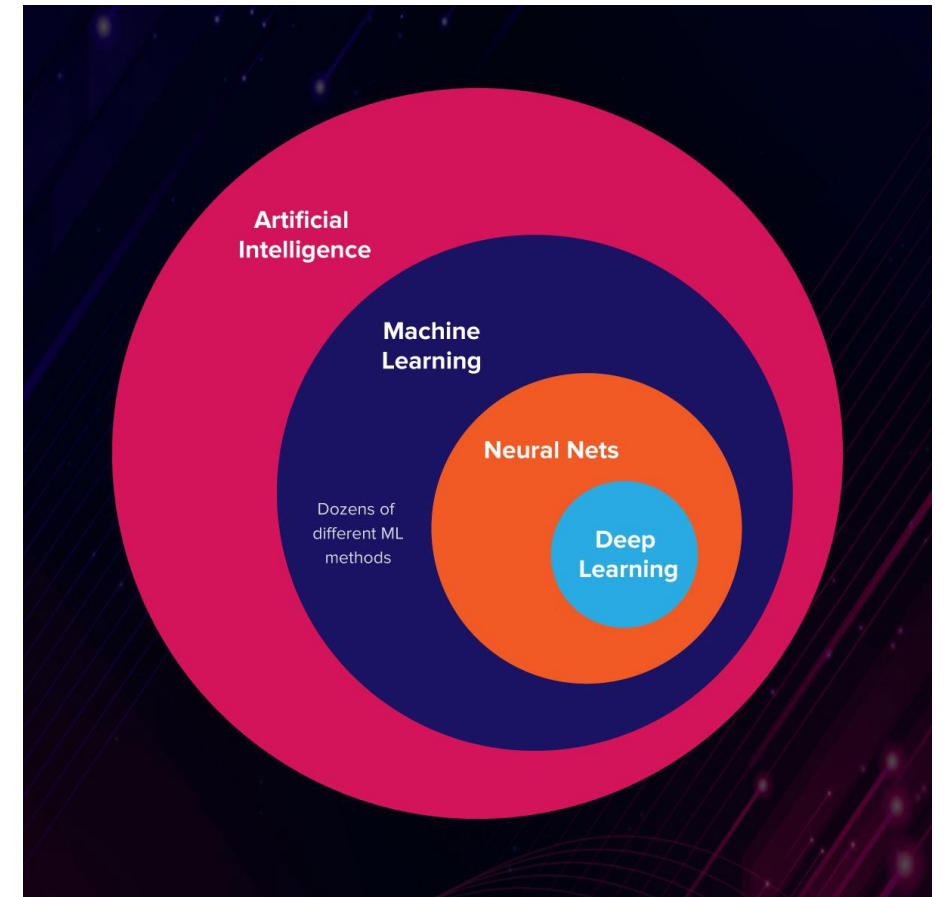 Artificial
Intelligence
Machine
Learning
Neural Nets
Dozens of
different ML
methods
Deep
Learning